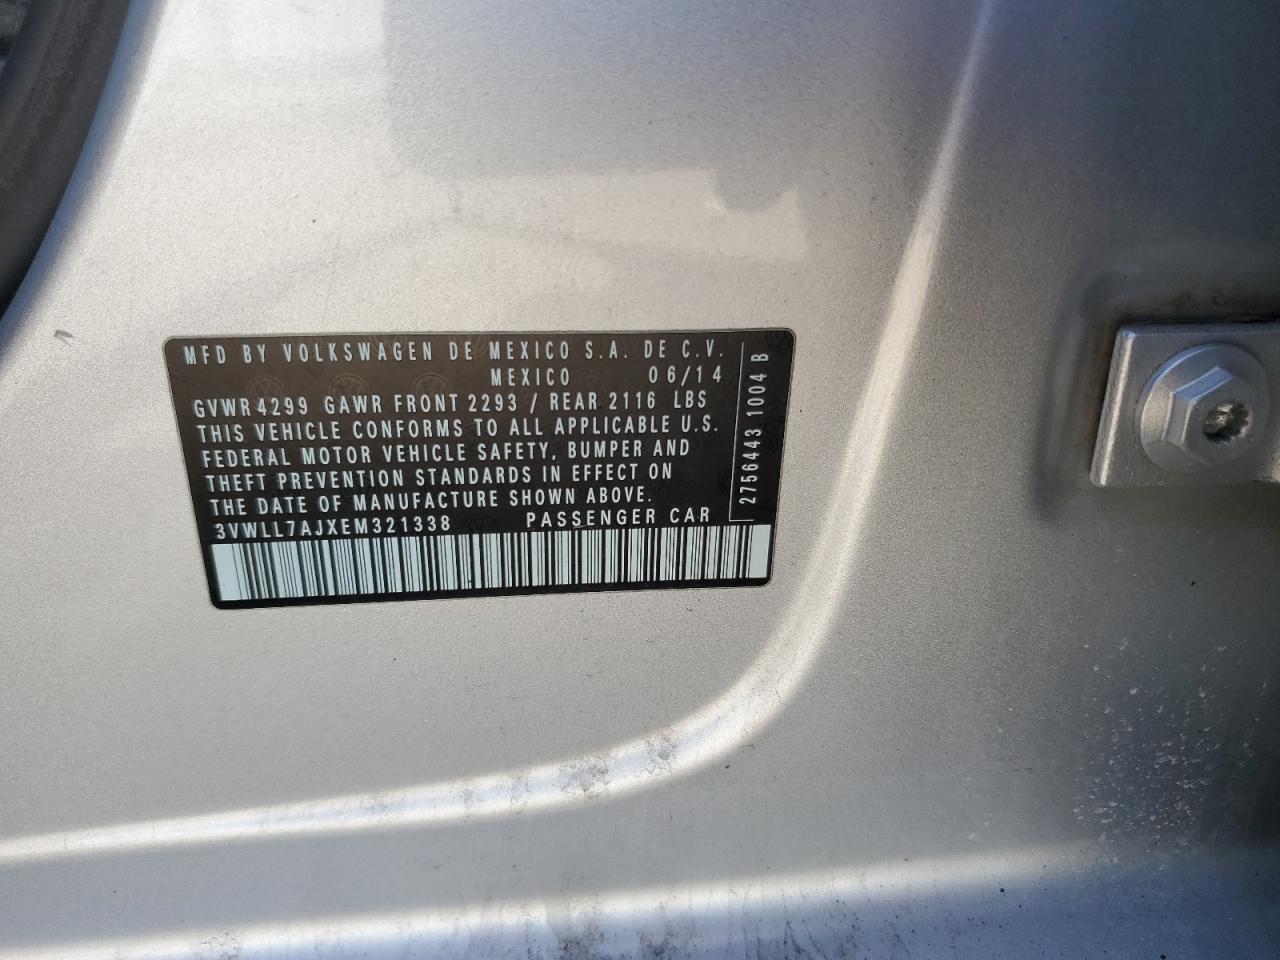 MFD BY VOLKSWAGEN DE MEXICO S.A. DE C.V.
MEXICO 06/14
GVWR 4299 GAWR FRONT 2293 / REAR 2116 LBS
THIS VEHICLE CONFORMS TO ALL APPLICABLE U.S.
FEDERAL MOTOR VEHICLE SAFETY, BUMPER AND
THEFT PREVENTION STANDARDS IN EFFECT ON
THE DATE OF MANUFACTURE SHOWN ABOVE.
3VWLL7AJXEM321338 PASSENGER CAR
2756443 1004 B